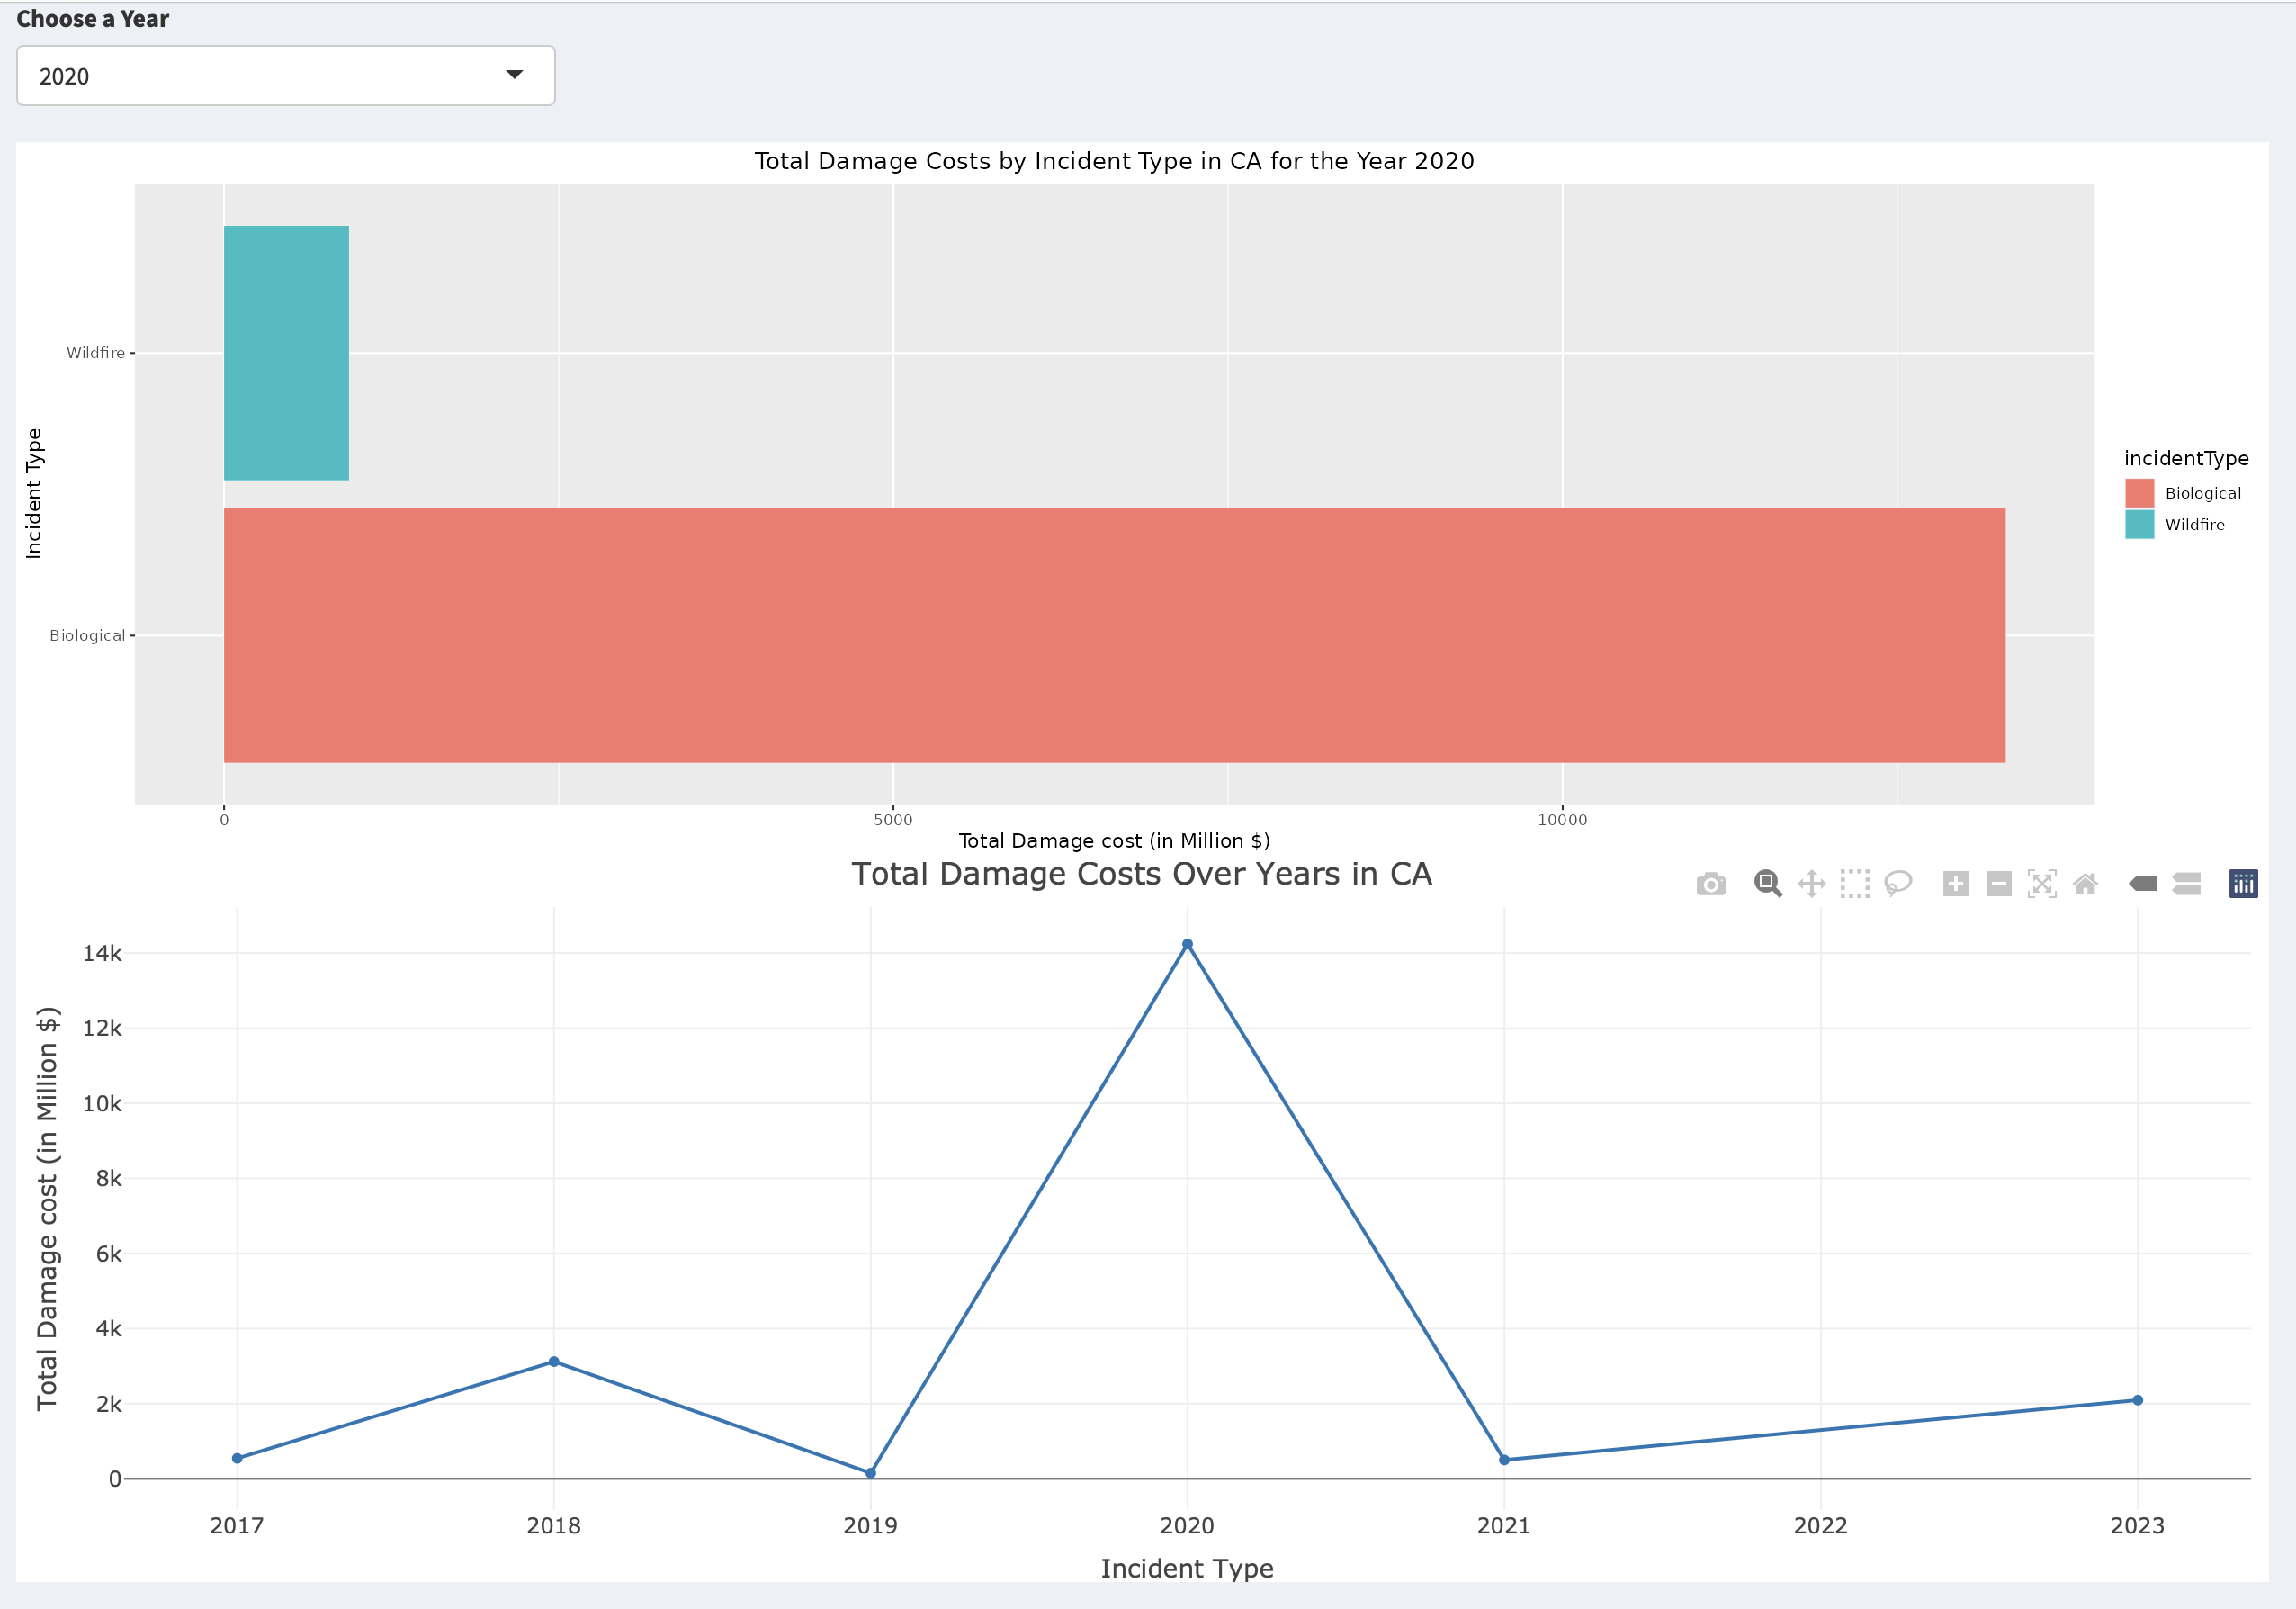 Choose a Year
2020
Total Damage Costs by Incident Type in CA for the Year 2020
Incident Type
Wildfire
Biological
0 5000 10000
Total Damage cost (in Million $)
incidentType
Biological
Wildfire
Total Damage Costs Over Years in CA
Total Damage cost (in Million $)
14k
12k
10k
8k
6k
4k
2k
0
2017 2018 2019 2020 2021 2022 2023
Incident Type